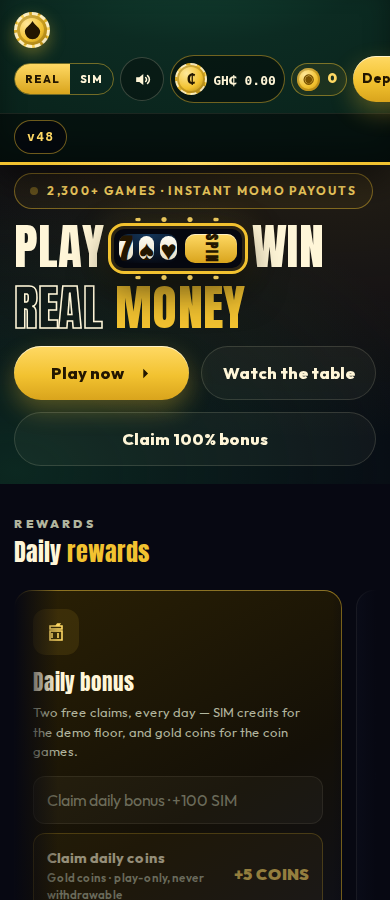 REAL SIM GH₵ 0.00 0 Dep
v48
2,300+ GAMES · INSTANT MOMO PAYOUTS
PLAY 7 SPIN WIN
REAL MONEY
Play now Watch the table
Claim 100% bonus
REWARDS
Daily rewards
Daily bonus
Two free claims, every day — SIM credits for
the demo floor, and gold coins for the coin
games.
Claim daily bonus · +100 SIM
Claim daily coins
Gold coins · play-only, never
withdrawable
+5 COINS